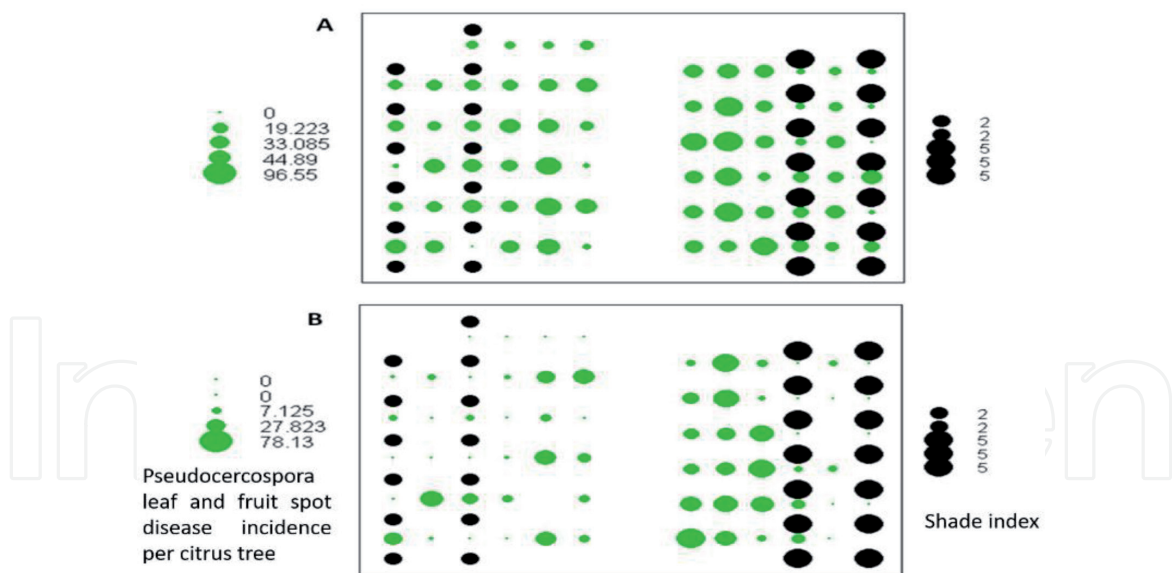 A
0
19.223
33.085
44.89
96.55
2
2
5
5
5
B
0
0
7.125
27.823
78.13
Pseudocercospora
leaf and fruit spot
disease incidence
per citrus tree
2
2
5
5
5
Shade index